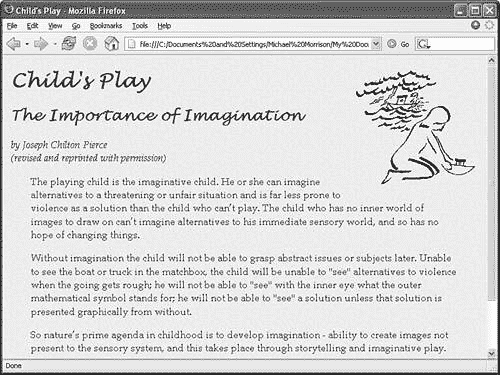 Child's Play - Mozilla Firefox
File Edit View Go Bookmarks Tools Window Help
file:///C:/Documents%20and%20Settings/Michael%20Morrison/My%20Doc Go
Child's Play
The Importance of Imagination
by Joseph Chilton Pierce
(revised and reprinted with permission)
The playing child is the imaginative child. He or she can imagine
alternatives to a threatening or unfair situation and is far less prone to
violence as a solution than the child who can't play. The child who has no inner world of
images to draw on can't imagine alternatives to his immediate sensory world, and so has no
hope of changing things.
Without imagination the child will not be able to grasp abstract issues or subjects later. Unable
to see the boat or truck in the matchbox, the child will be unable to "see" alternatives to violence
when the going gets rough; he will not be able to "see" with the inner eye what the outer
mathematical symbol stands for; he will not be able to "see" a solution unless that solution is
presented graphically from without.
So nature's prime agenda in childhood is to develop imagination - ability to create images not
present to the sensory system, and this takes place through storytelling and imaginative play.
Done